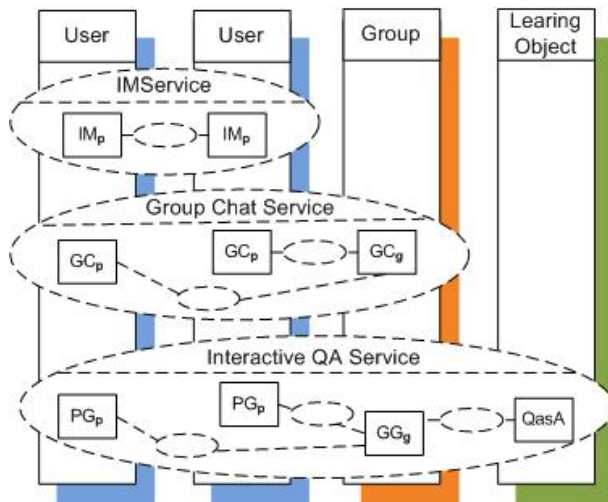 User
User
Group
Learing
Object
IMService
IMp
IMp
Group Chat Service
GCp
GCp
GCg
Interactive QA Service
PGp
PGp
GGg
QasA